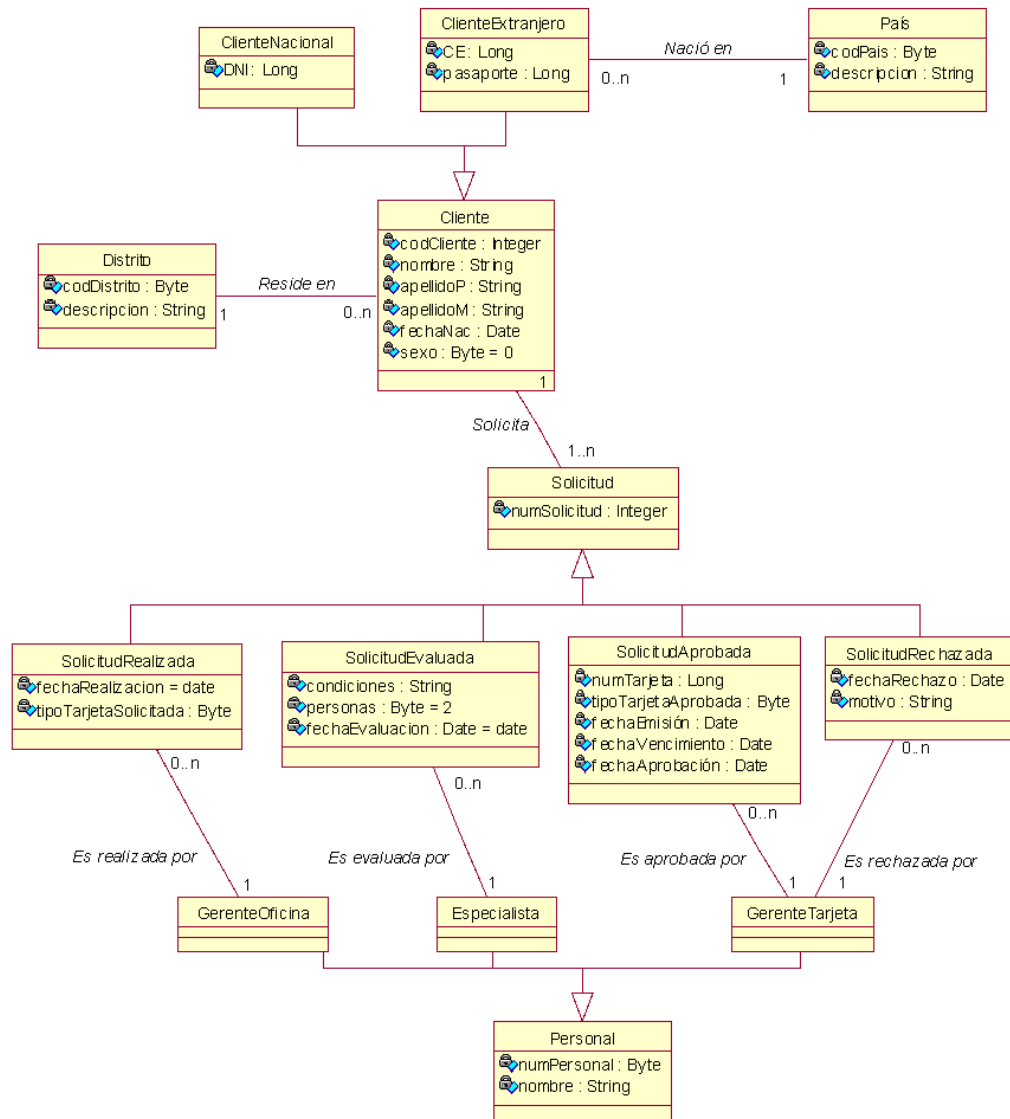 ClienteNacional
DNI: Long
ClienteExtranjero
CE: Long
pasaporte : Long
País
codPais : Byte
descripcion : String
Nació en
0..n
1
Cliente
codCliente : Integer
nombre : String
apellidoP : String
apellidoM : String
fechaNac : Date
sexo : Byte = 0
1
Distrito
codDistrito : Byte
descripcion : String
Reside en
1
0..n
Solicita
1..n
Solicitud
numSolicitud : Integer
SolicitudRealizada
fechaRealizacion = date
tipoTarjetaSolicitada : Byte
SolicitudEvaluada
condiciones : String
personas : Byte = 2
fechaEvaluacion : Date = date
SolicitudAprobada
numTarjeta : Long
tipoTarjetaAprobada : Byte
fechaEmisión : Date
fechaVencimiento : Date
fechaAprobación : Date
SolicitudRechazada
fechaRechazo : Date
motivo : String
0..n
0..n
0..n
0..n
Es realizada por
Es evaluada por
Es aprobada por
Es rechazada por
1
1
1
1
GerenteOficina
Especialista
GerenteTarjeta
Personal
numPersonal : Byte
nombre : String